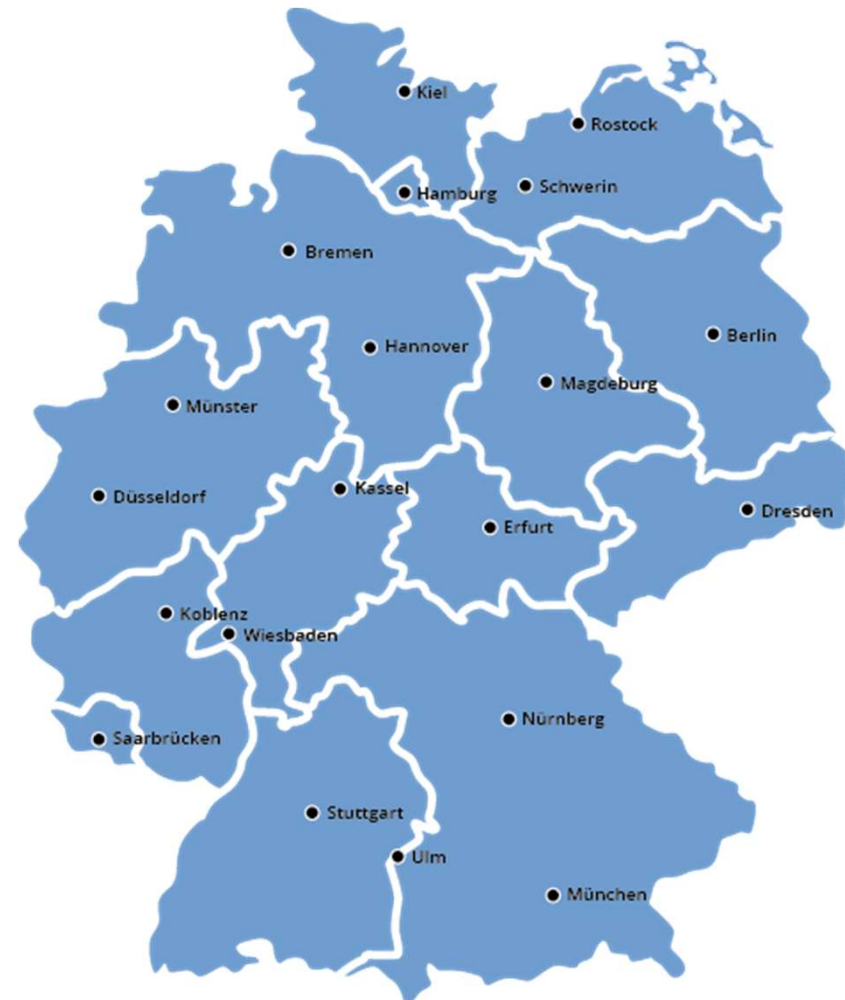 Kiel
Rostock
Schwerin
Hamburg
Bremen
Berlin
Hannover
Magdeburg
Münster
Kassel
Düsseldorf
Dresden
Erfurt
Koblenz
Wiesbaden
Nürnberg
Saarbrücken
Stuttgart
Ulm
München